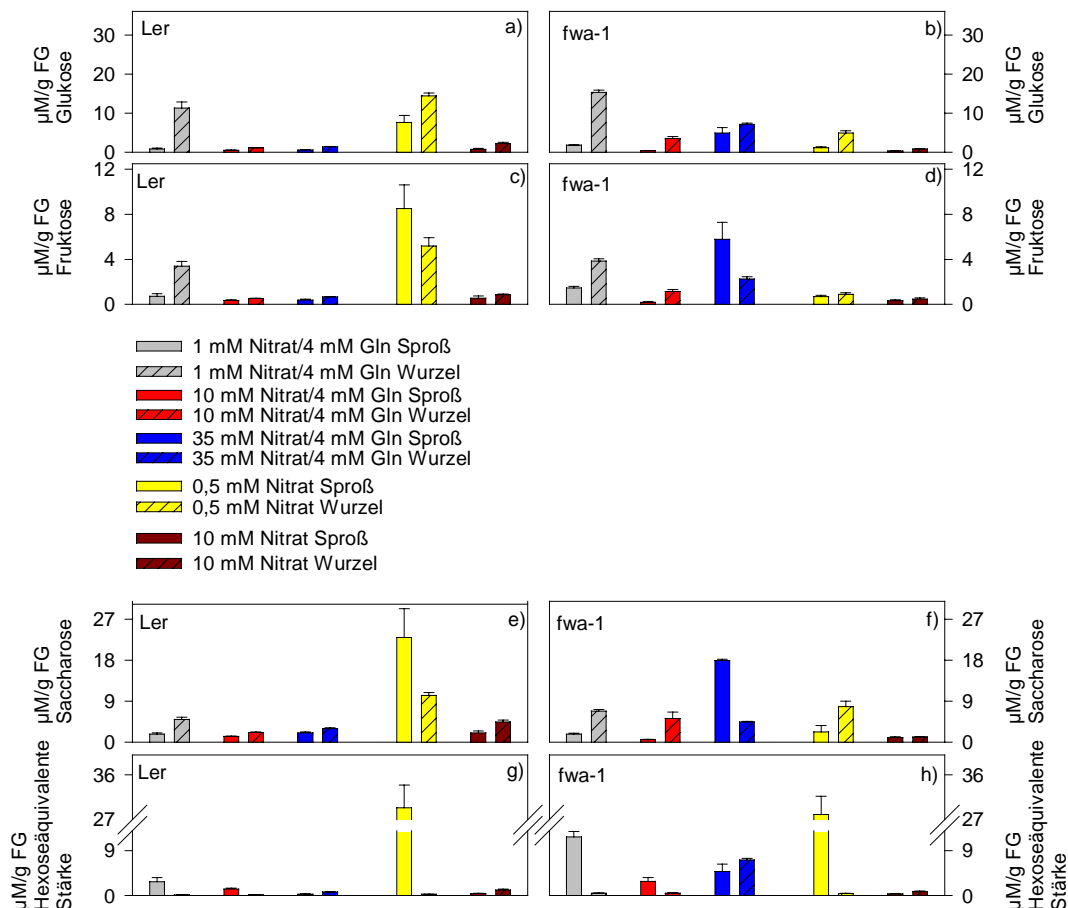 Ler
a)
fwa-1
b)
30
20
10
0
µM/g FG
Glukose
30
20
10
0
µM/g FG
Glukose
Ler
c)
fwa-1
d)
12
8
4
0
µM/g FG
Fruktose
12
8
4
0
µM/g FG
Fruktose
1 mM Nitrat/4 mM Gln Sproß
1 mM Nitrat/4 mM Gln Wurzel
10 mM Nitrat/4 mM Gln Sproß
10 mM Nitrat/4 mM Gln Wurzel
35 mM Nitrat/4 mM Gln Sproß
35 mM Nitrat/4 mM Gln Wurzel
0,5 mM Nitrat Sproß
0,5 mM Nitrat Wurzel
10 mM Nitrat Sproß
10 mM Nitrat Wurzel
Ler
e)
fwa-1
f)
27
18
9
0
µM/g FG
Saccharose
27
18
9
0
µM/g FG
Saccharose
Ler
g)
fwa-1
h)
36
27
9
0
µM/g FG
Hexoseäquivalente
Stärke
36
27
9
0
µM/g FG
Hexoseäquivalente
Stärke